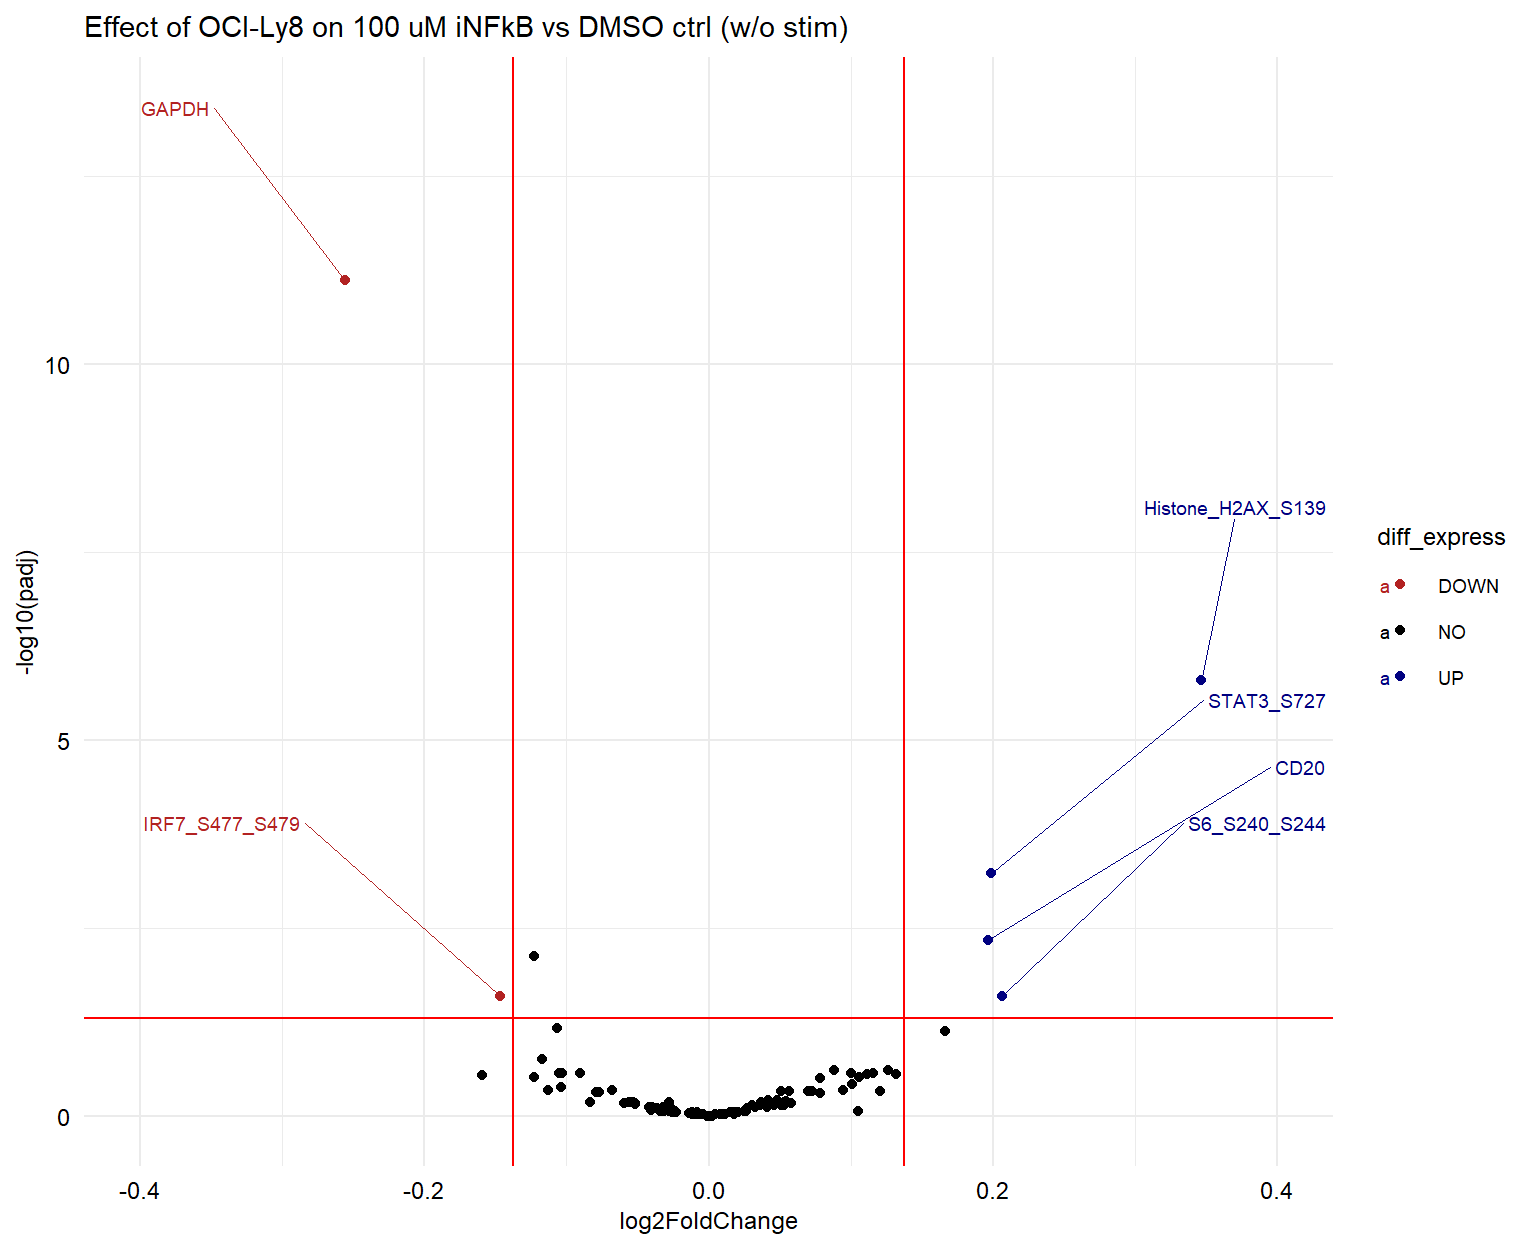 Effect of OCI-Ly8 on 100 uM iNFkB vs DMSO ctrl (w/o stim)
GAPDH
10
Histone_H2AX_S139
diff_express
a DOWN
a NO
a UP
-log10(padj)
STAT3_S727
5
CD20
IRF7_S477_S479
S6_S240_S244
0
-0.4
-0.2
0.0
0.2
0.4
log2FoldChange